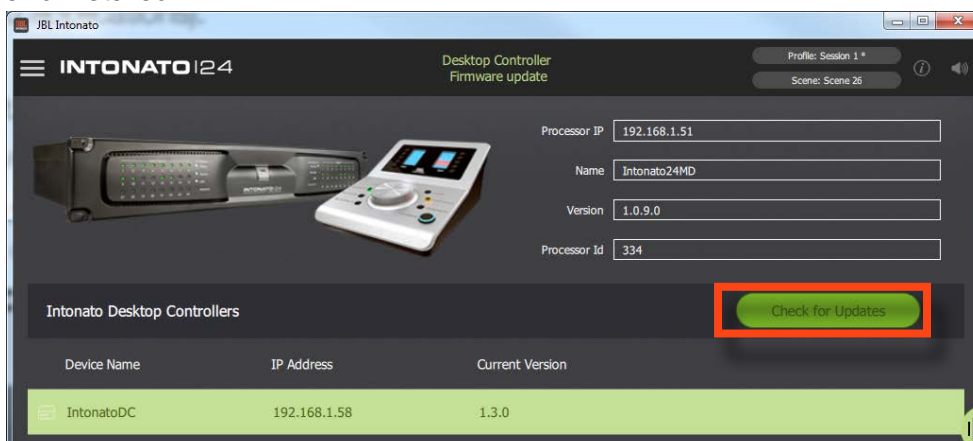 JBL Intonato
INTONATO|24
Desktop Controller
Firmware update
Profile: Session 1 *
Scene: Scene 26
Processor IP 192.168.1.51
Name Intonato24MD
Version 1.0.9.0
Processor Id 334
INTONATO 24
Intonato Desktop Controllers
Check for Updates
Device Name IP Address Current Version
IntonatoDC 192.168.1.58 1.3.0